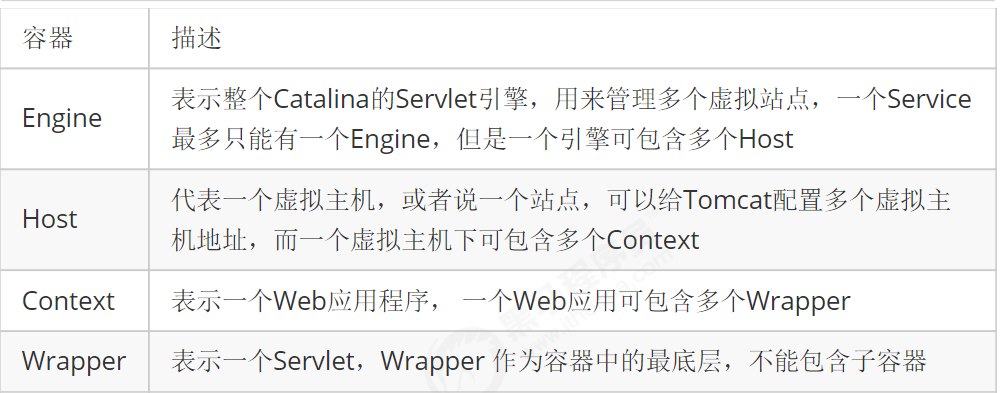 容器 描述
Engine
表示整个Catalina的Servlet引擎，用来管理多个虚拟站点，一个Service
最多只能有一个Engine，但是一个引擎可包含多个Host
Host
代表一个虚拟主机，或者说一个站点，可以给Tomcat配置多个虚拟主
机地址，而一个虚拟主机下可包含多个Context
Context 表示一个Web应用程序， 一个Web应用可包含多个Wrapper
Wrapper 表示一个Servlet，Wrapper 作为容器中的最底层，不能包含子容器